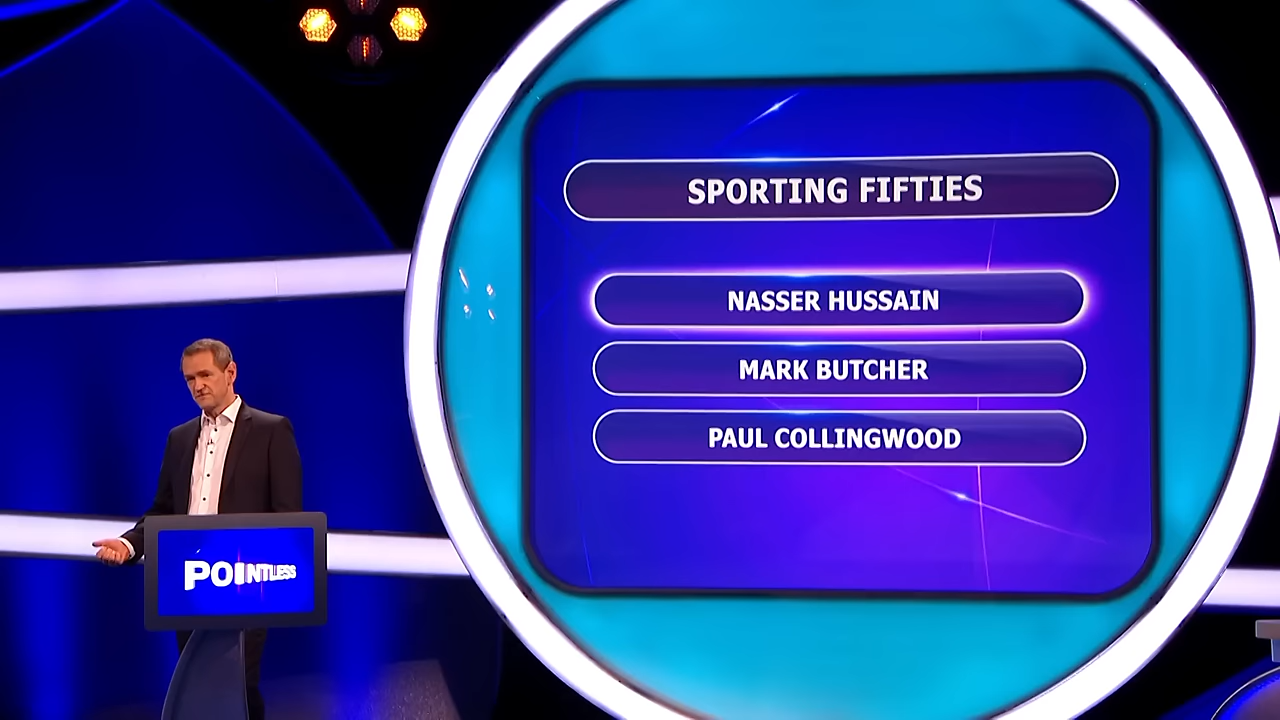 SPORTING FIFTIES
NASSER HUSSAIN
MARK BUTCHER
PAUL COLLINGWOOD
POINTLESS